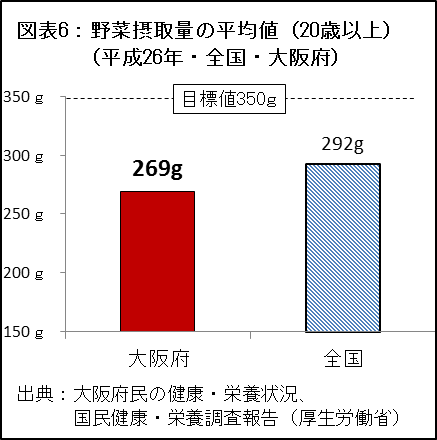 図表6：野菜摂取量の平均値（20歳以上）
（平成26年・全国・大阪府）
350ｇ
目標値350g
300ｇ
292g
269g
250ｇ
200ｇ
150ｇ
大阪府
全国
出典：大阪府民の健康・栄養状況、
国民健康・栄養調査報告（厚生労働省）